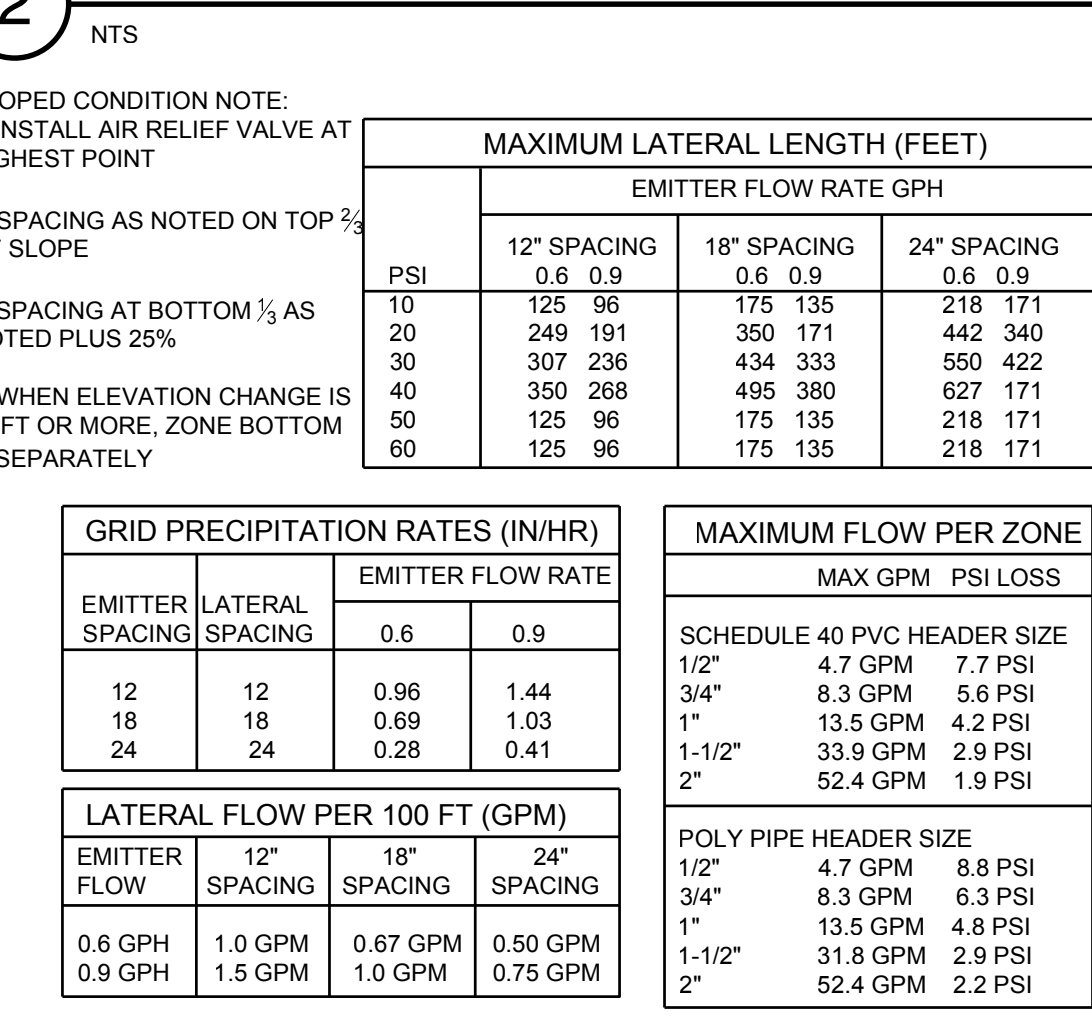 2
NTS
OPED CONDITION NOTE:
NSTALL AIR RELIEF VALVE AT
GHEST POINT
SPACING AS NOTED ON TOP ⅔
SLOPE
SPACING AT BOTTOM ⅓ AS
OTED PLUS 25%
WHEN ELEVATION CHANGE IS
FT OR MORE, ZONE BOTTOM
SEPARATELY
MAXIMUM LATERAL LENGTH (FEET)
EMITTER FLOW RATE GPH
12" SPACING 18" SPACING 24" SPACING
PSI 0.6 0.9 0.6 0.9 0.6 0.9
10 125 96 175 135 218 171
20 249 191 350 171 442 340
30 307 236 434 333 550 422
40 350 268 495 380 627 171
50 125 96 175 135 218 171
60 125 96 175 135 218 171
GRID PRECIPITATION RATES (IN/HR)
EMITTER FLOW RATE
EMITTER LATERAL
SPACING SPACING 0.6 0.9
12 12 0.96 1.44
18 18 0.69 1.03
24 24 0.28 0.41
LATERAL FLOW PER 100 FT (GPM)
EMITTER 12" 18" 24"
FLOW SPACING SPACING SPACING
0.6 GPH 1.0 GPM 0.67 GPM 0.50 GPM
0.9 GPH 1.5 GPM 1.0 GPM 0.75 GPM
MAXIMUM FLOW PER ZONE
MAX GPM PSI LOSS
SCHEDULE 40 PVC HEADER SIZE
1/2" 4.7 GPM 7.7 PSI
3/4" 8.3 GPM 5.6 PSI
1" 13.5 GPM 4.2 PSI
1-1/2" 33.9 GPM 2.9 PSI
2" 52.4 GPM 1.9 PSI
POLY PIPE HEADER SIZE
1/2" 4.7 GPM 8.8 PSI
3/4" 8.3 GPM 6.3 PSI
1" 13.5 GPM 4.8 PSI
1-1/2" 31.8 GPM 2.9 PSI
2" 52.4 GPM 2.2 PSI